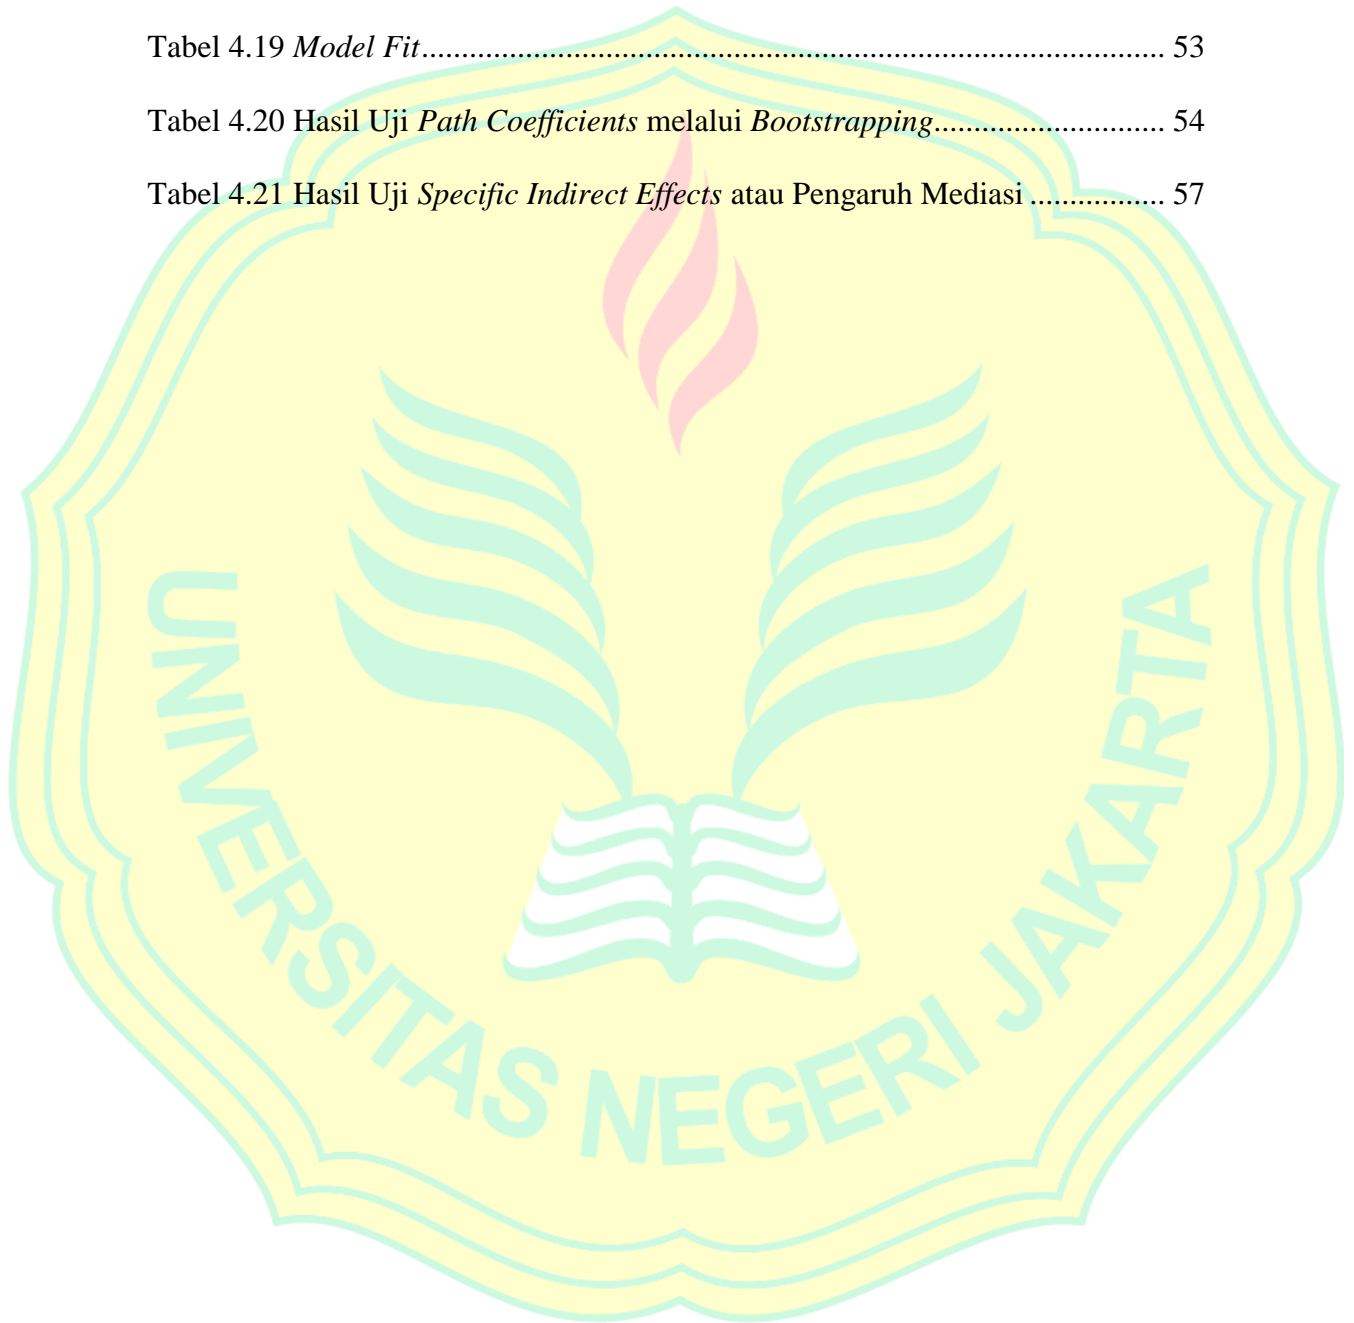 Tabel 4.19 Model Fit........................................................................................... 53
Tabel 4.20 Hasil Uji Path Coefficients melalui Bootstrapping............................ 54
Tabel 4.21 Hasil Uji Specific Indirect Effects atau Pengaruh Mediasi ................ 57
UNIVERSITAS NEGERI JAKARTA